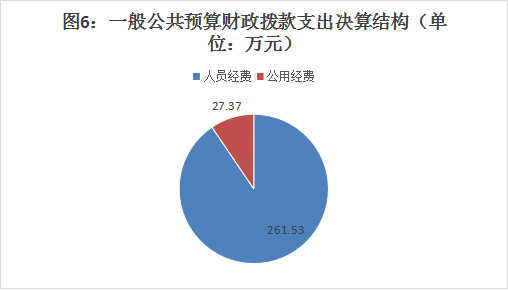 图6：一般公共预算财政拨款支出决算结构（单
位：万元）
人员经费 公用经费
27.37
261.53